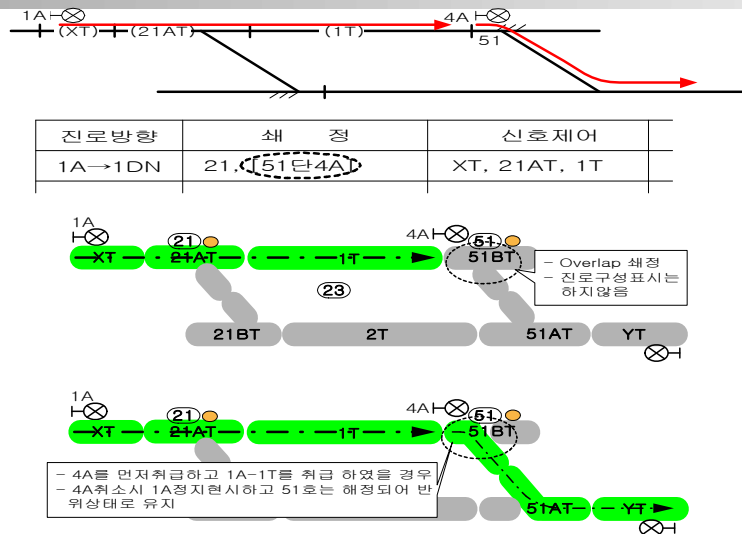 1A
4A
(XT) (21AT) (1T) 51
진로방향 쇄 정 신호제어
1A→1DN 21, [51단4A] XT, 21AT, 1T
1A
21
4A
51
XT 21AT 1T 51BT
- Overlap 쇄정
- 진로구성표시는
하지않음
23
21BT 2T 51AT YT
1A
21
4A
51
XT 21AT 1T 51BT
- 4A를 먼저취급하고 1A-1T를 취급 하였을 경우
- 4A취소시 1A정지현시하고 51호는 해정되어 반
위상태로 유지
51AT YT